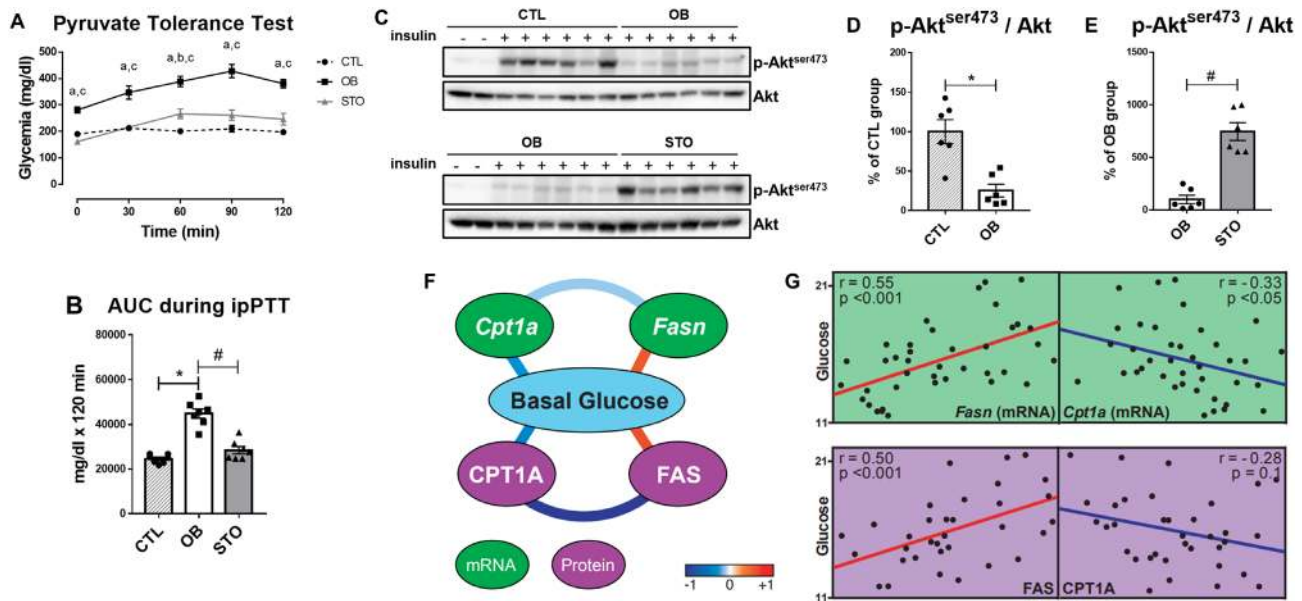 A Pyruvate Tolerance Test
Glycemia (mg/dl)
500
400
300
200
100
0
a,c
a,c
a,b,c
a,c
a,c
CTL
OB
STO
0 30 60 90 120
Time (min)
B AUC during ipPTT
mg/dl x 120 min
80000
60000
40000
20000
0
*
#
CTL OB STO
C CTL OB
insulin - - + + + + + + + + + + + +
p-Akt^ser473
Akt
OB STO
insulin - - + + + + + + + + + + + +
p-Akt^ser473
Akt
D p-Akt^ser473 / Akt
% of CTL group
200
150
100
50
0
*
CTL OB
E p-Akt^ser473 / Akt
% of OB group
1500
1000
500
0
#
OB STO
F
Cpt1a Fasn
Basal Glucose
CPT1A FAS
mRNA Protein
-1 0 +1
G
21
Glucose
11
r = 0.55
p <0.001
Fasn (mRNA)
r = -0.33
p <0.05
Cpt1a (mRNA)
21
Glucose
11
r = 0.50
p <0.001
FAS
r = -0.28
p = 0.1
CPT1A